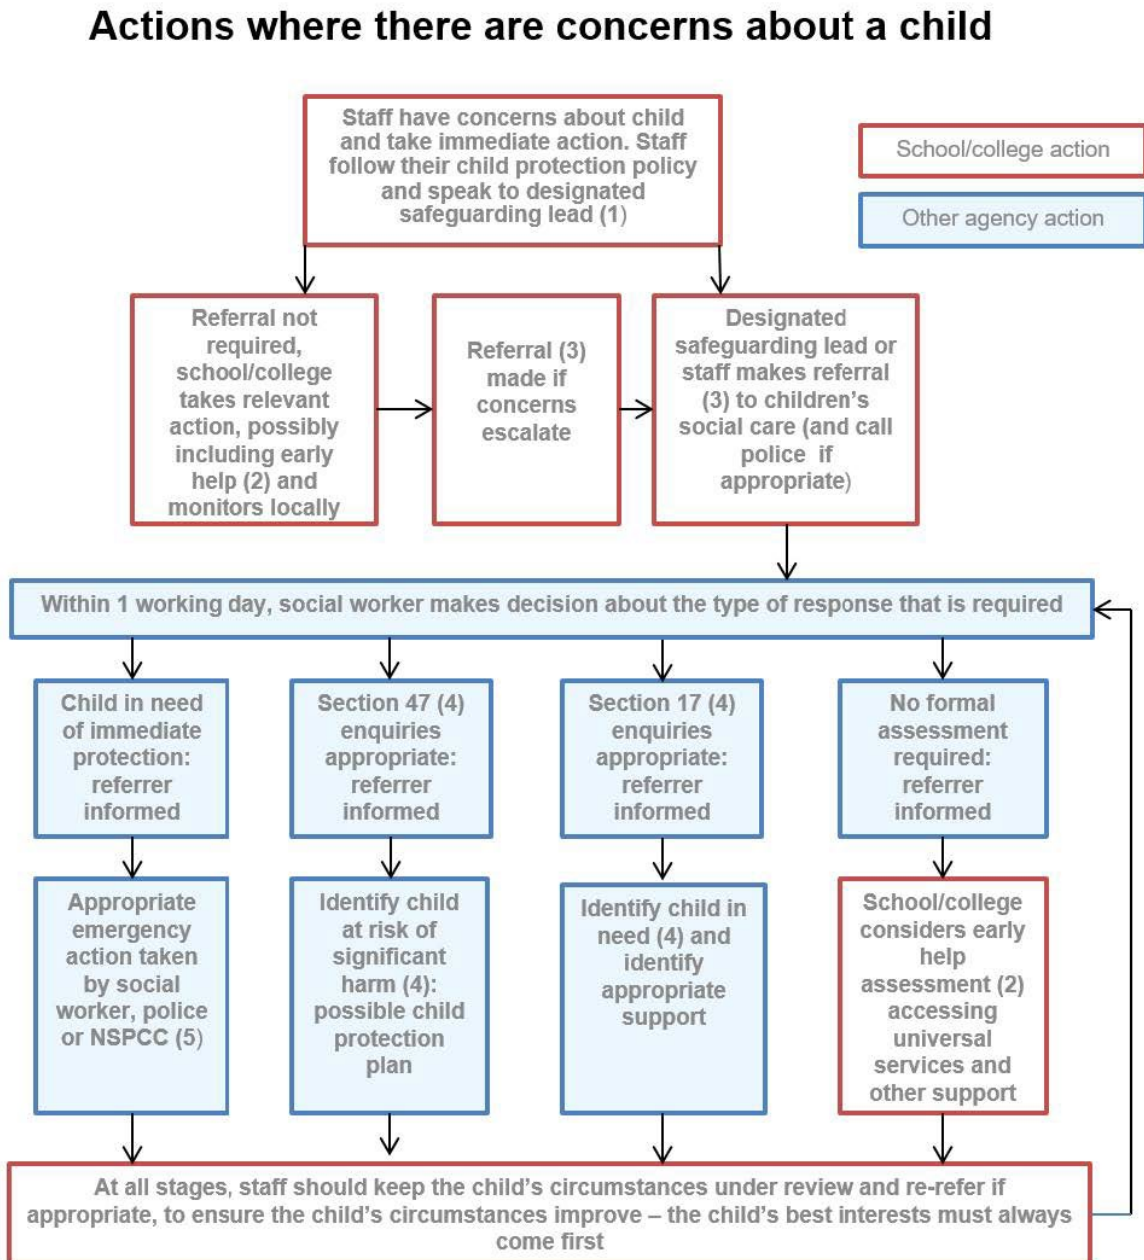 Actions where there are concerns about a child
Staff have concerns about child
and take immediate action. Staff
follow their child protection policy
and speak to designated
safeguarding lead (1)
School/college action
Other agency action
Referral not
required,
school/college
takes relevant
action, possibly
including early
help (2) and
monitors locally
Referral (3)
made if
concerns
escalate
Designated
safeguarding lead or
staff makes referral
(3) to children’s
social care (and call
police if
appropriate)
Within 1 working day, social worker makes decision about the type of response that is required
Child in need
of immediate
protection:
referrer
informed
Section 47 (4)
enquiries
appropriate:
referrer
informed
Section 17 (4)
enquiries
appropriate:
referrer
informed
No formal
assessment
required:
referrer
informed
Appropriate
emergency
action taken
by social
worker, police
or NSPCC (5)
Identify child
at risk of
significant
harm (4):
possible child
protection
plan
Identify child in
need (4) and
identify
appropriate
support
School/college
considers early
help
assessment (2)
accessing
universal
services and
other support
At all stages, staff should keep the child’s circumstances under review and re-refer if
appropriate, to ensure the child’s circumstances improve – the child’s best interests must always
come first